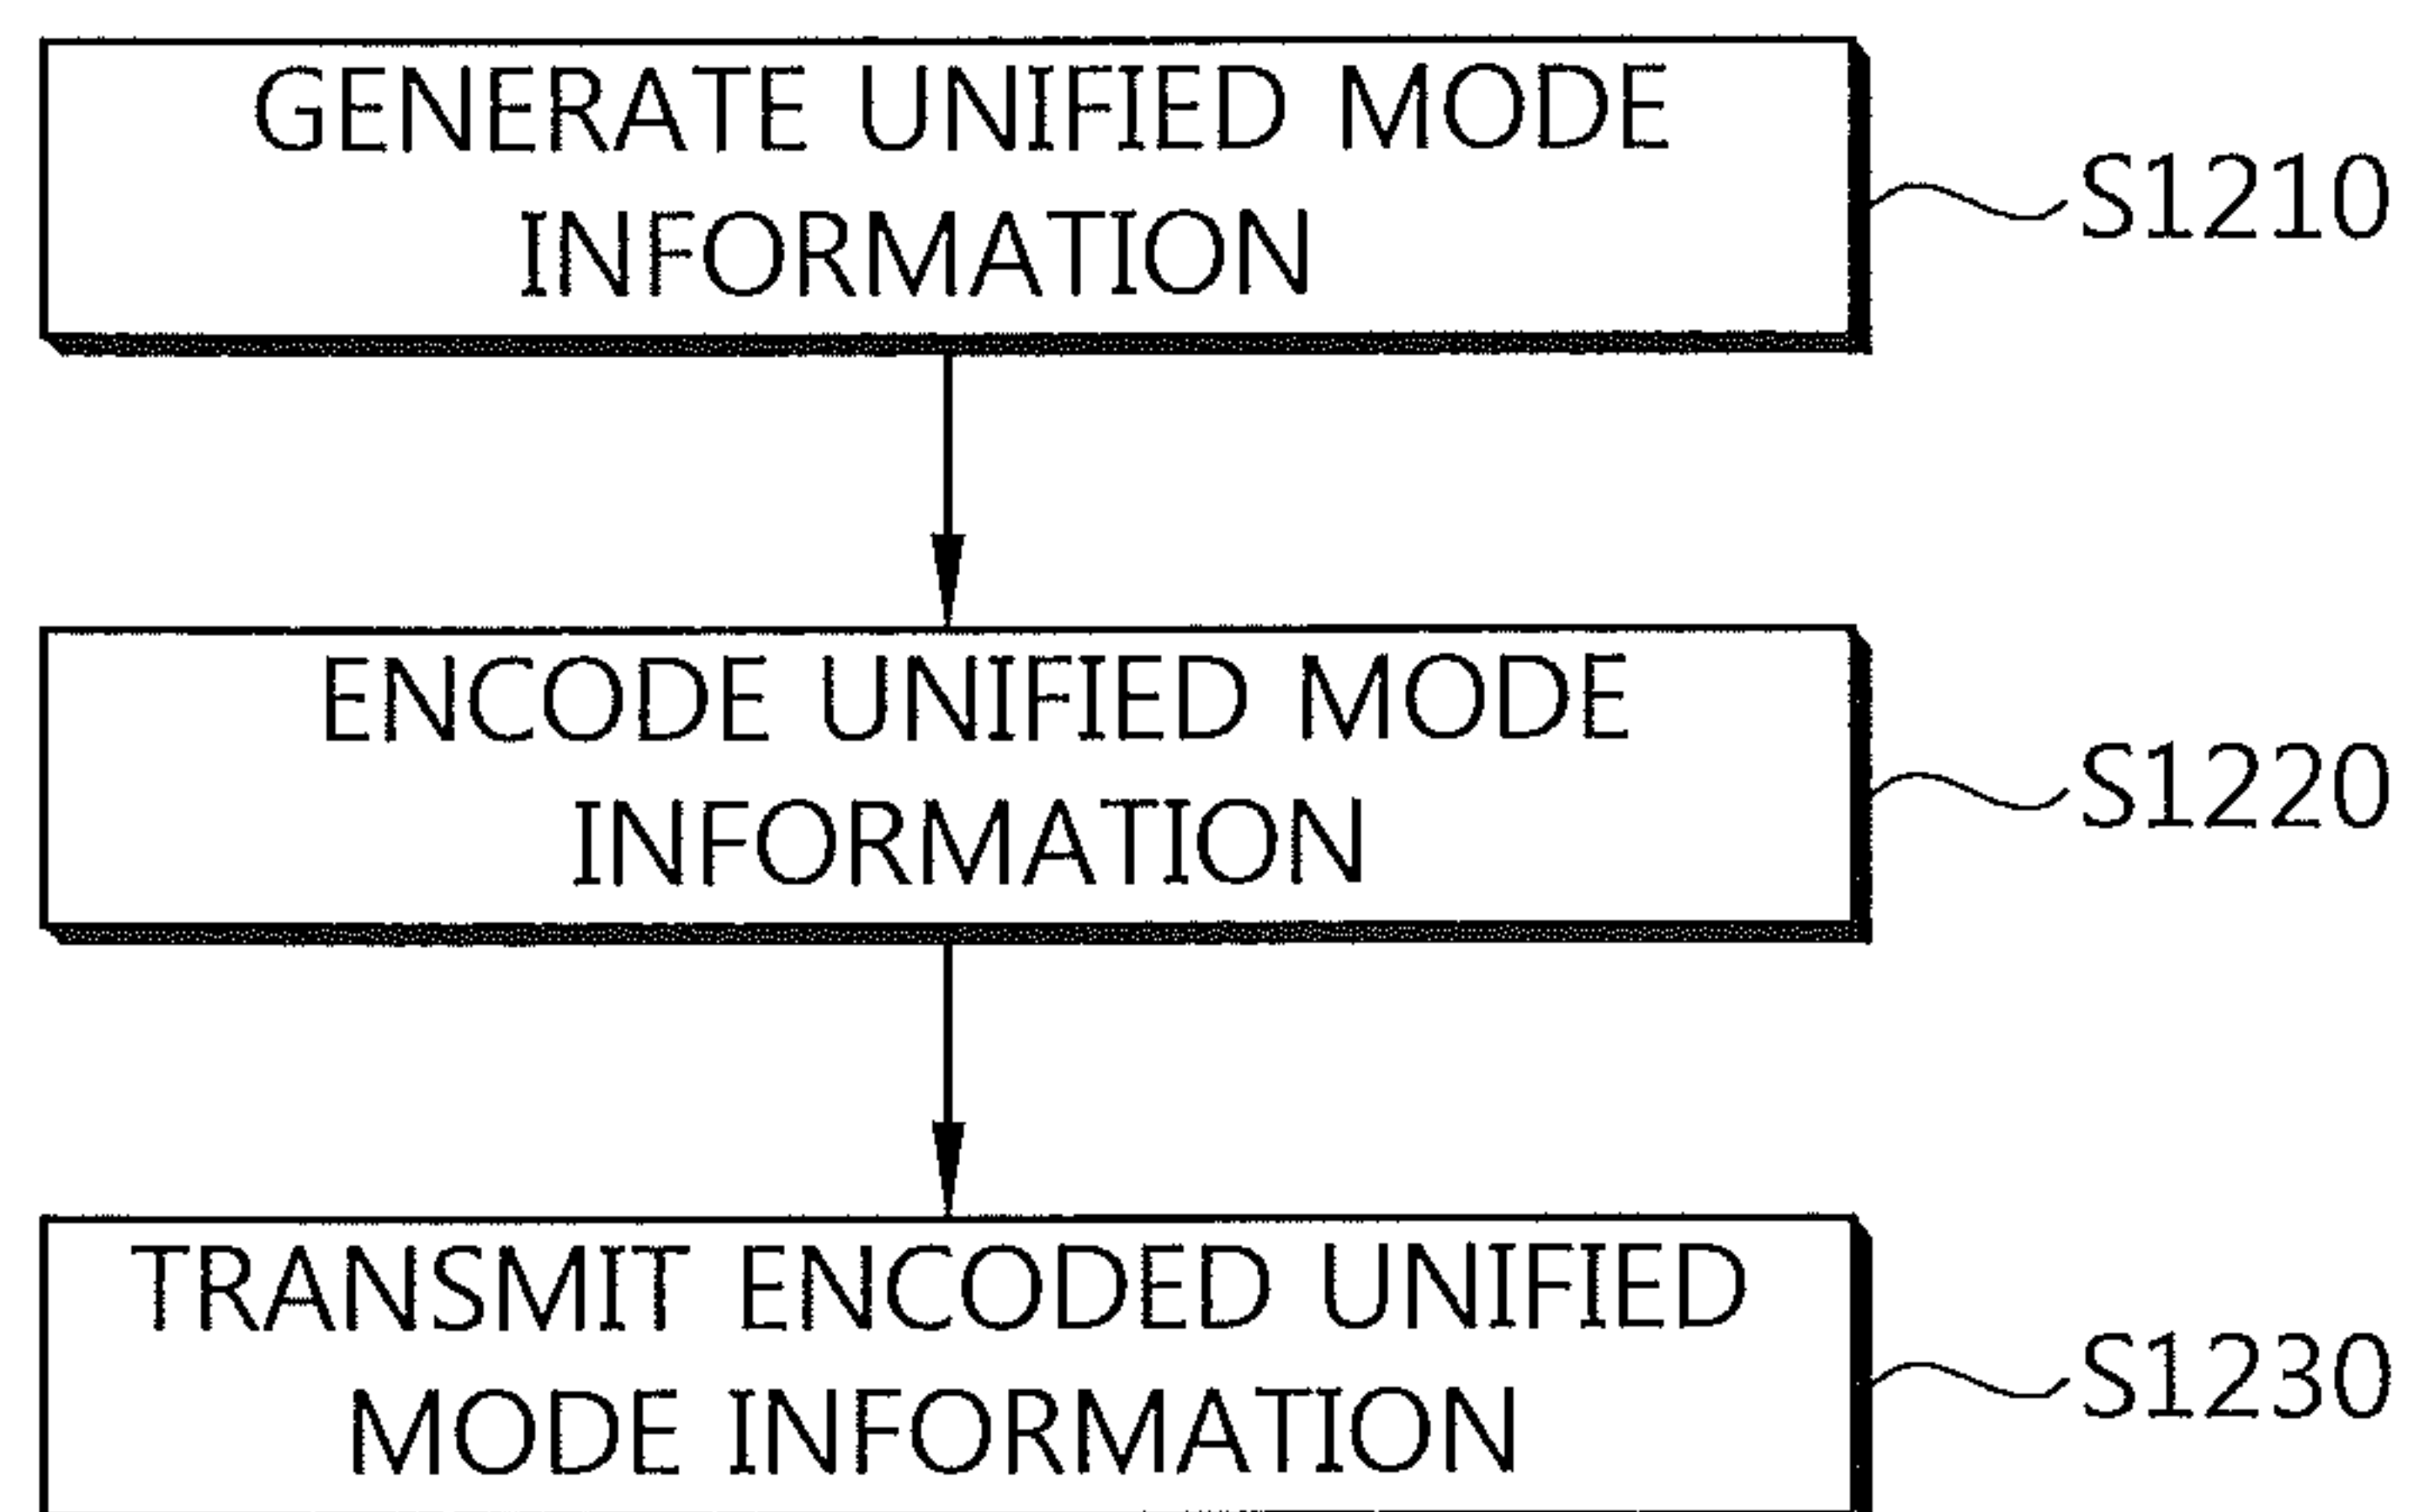 GENERATE UNIFIED MODE
INFORMATION
S1210
ENCODE UNIFIED MODE
INFORMATION
S1220
TRANSMIT ENCODED UNIFIED
MODE INFORMATION
S1230